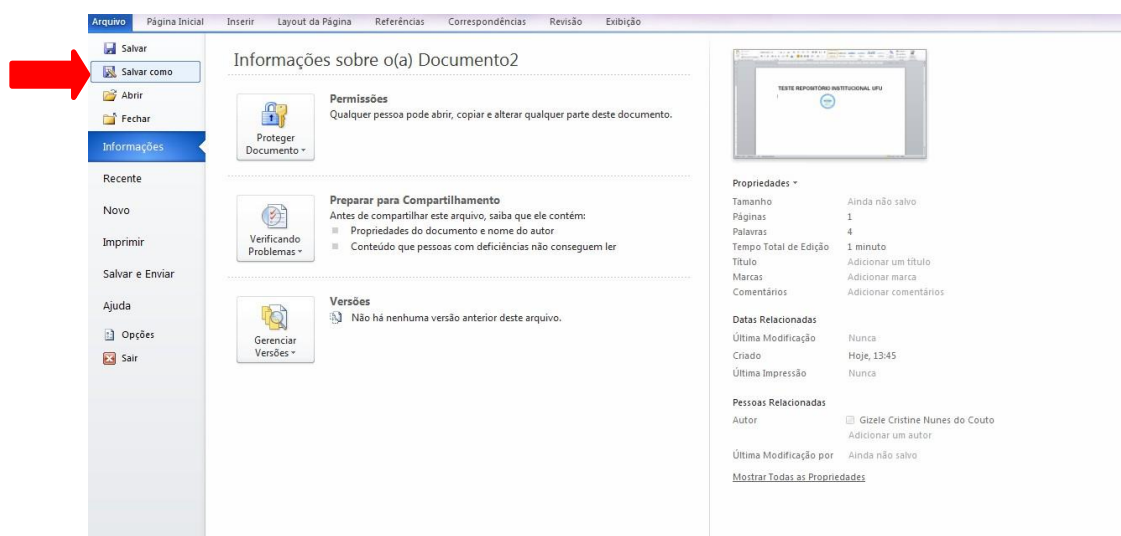 Arquivo Página Inicial Inserir Layout da Página Referências Correspondências Revisão Exibição
Salvar
Salvar como
Abrir
Fechar
Informações
Recente
Novo
Imprimir
Salvar e Enviar
Ajuda
Opções
Sair
Informações sobre o(a) Documento2
Proteger
Documento
Permissões
Qualquer pessoa pode abrir, copiar e alterar qualquer parte deste documento.
Verificando
Problemas
Preparar para Compartilhamento
Antes de compartilhar este arquivo, saiba que ele contém:
Propriedades do documento e nome do autor
Conteúdo que pessoas com deficiências não conseguem ler
Gerenciar
Versões
Versões
Não há nenhuma versão anterior deste arquivo.
TESTE REPOSITÓRIO INSTITUCIONAL UFU
Propriedades
Tamanho Ainda não salvo
Páginas 1
Palavras 4
Tempo Total de Edição 1 minuto
Título Adicionar um título
Marcas Adicionar marca
Comentários Adicionar comentários
Datas Relacionadas
Última Modificação Nunca
Criado Hoje, 13:45
Última Impressão Nunca
Pessoas Relacionadas
Autor Gizele Cristine Nunes do Couto
Adicionar um autor
Última Modificação por Ainda não salvo
Mostrar Todas as Propriedades